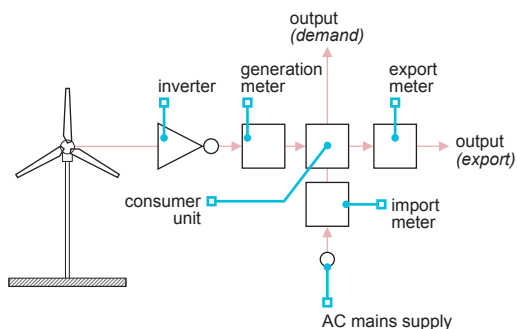 output
(demand)
inverter
generation
meter
export
meter
output
(export)
consumer
unit
import
meter
AC mains supply